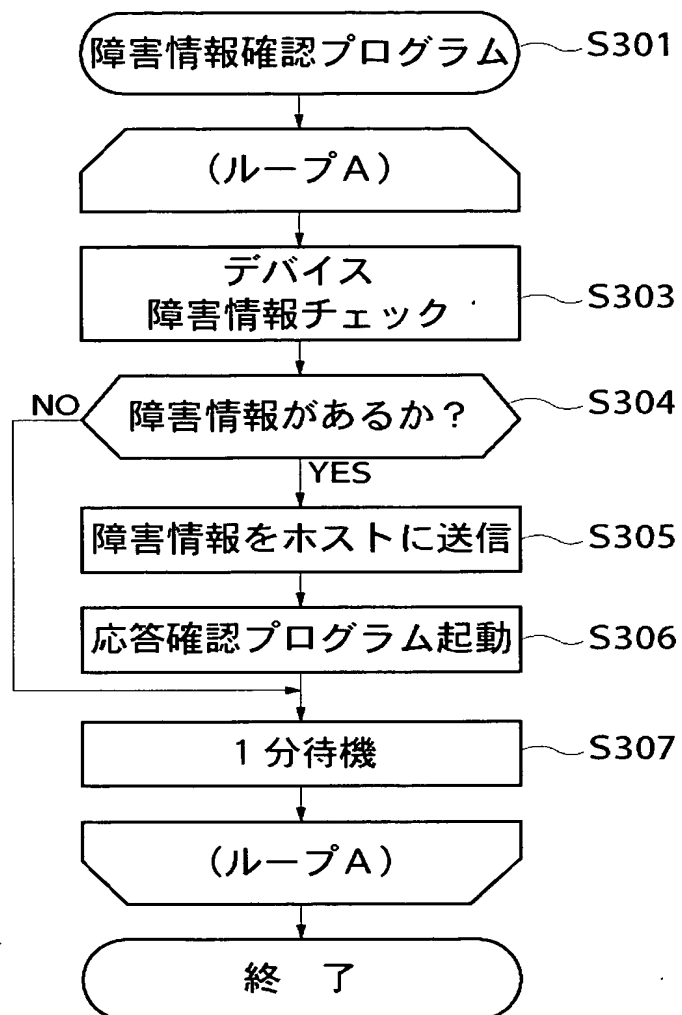 障害情報確認プログラム S301
(ループA)
デバイス
障害情報チェック S303
障害情報があるか? S304
NO
YES
障害情報をホストに送信 S305
応答確認プログラム起動 S306
1分待機 S307
(ループA)
終 了